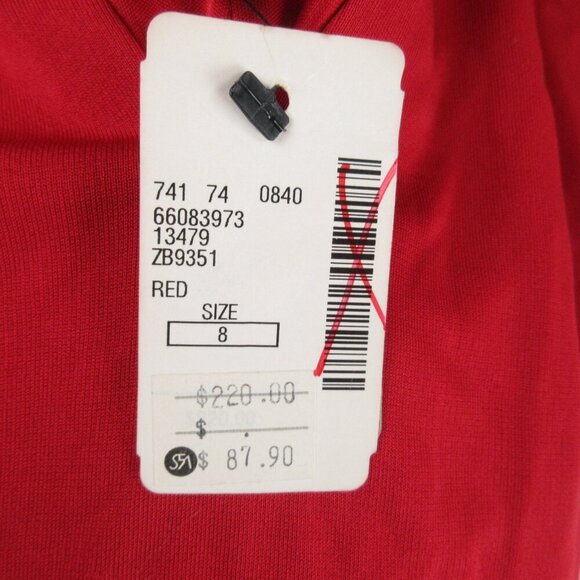 741 74 0840
66083973
13479
ZB9351
RED
SIZE
8
$220.00
$ .
SFA $ 87.90